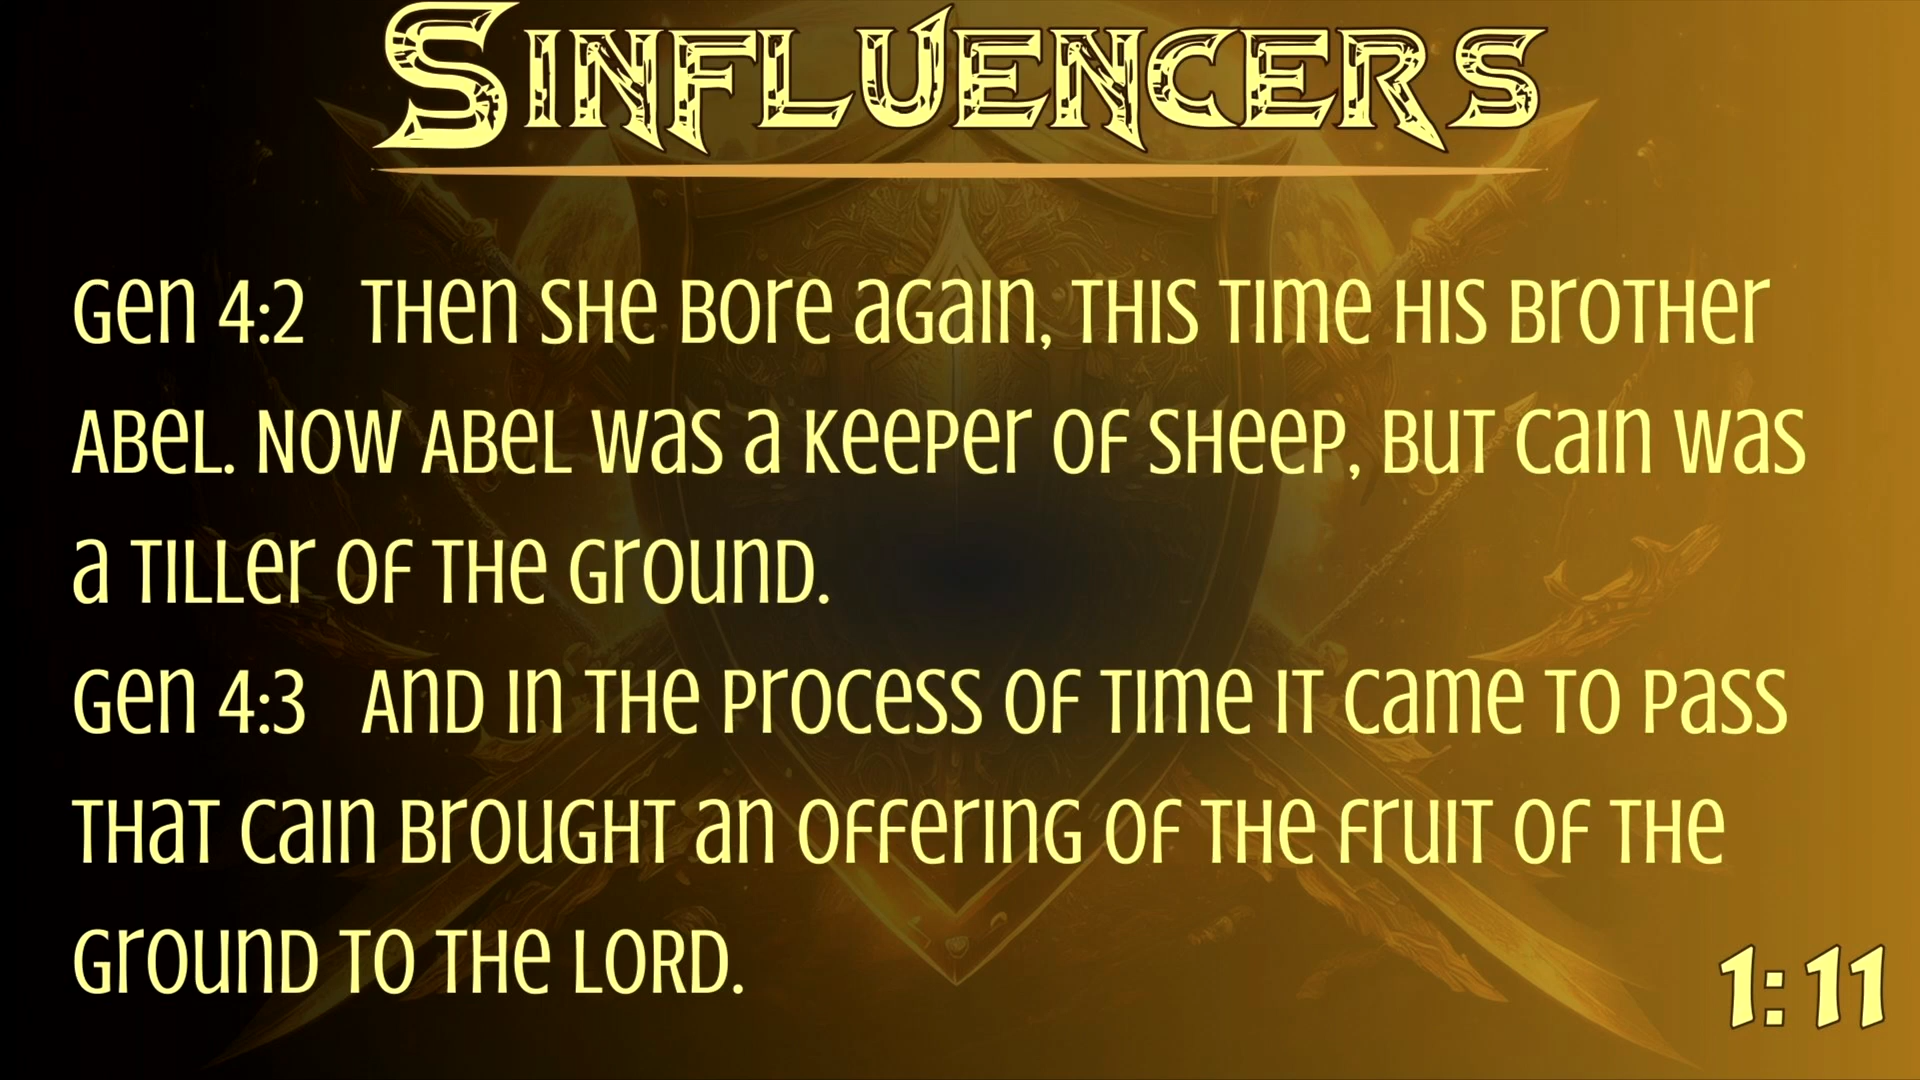 Sinfluencers
Gen 4:2 Then she bore again, this time his brother
Abel. Now Abel was a keeper of sheep, but Cain was
a tiller of the ground.
Gen 4:3 And in the process of time it came to pass
that Cain brought an offering of the fruit of the
ground to the LORD.
1:11